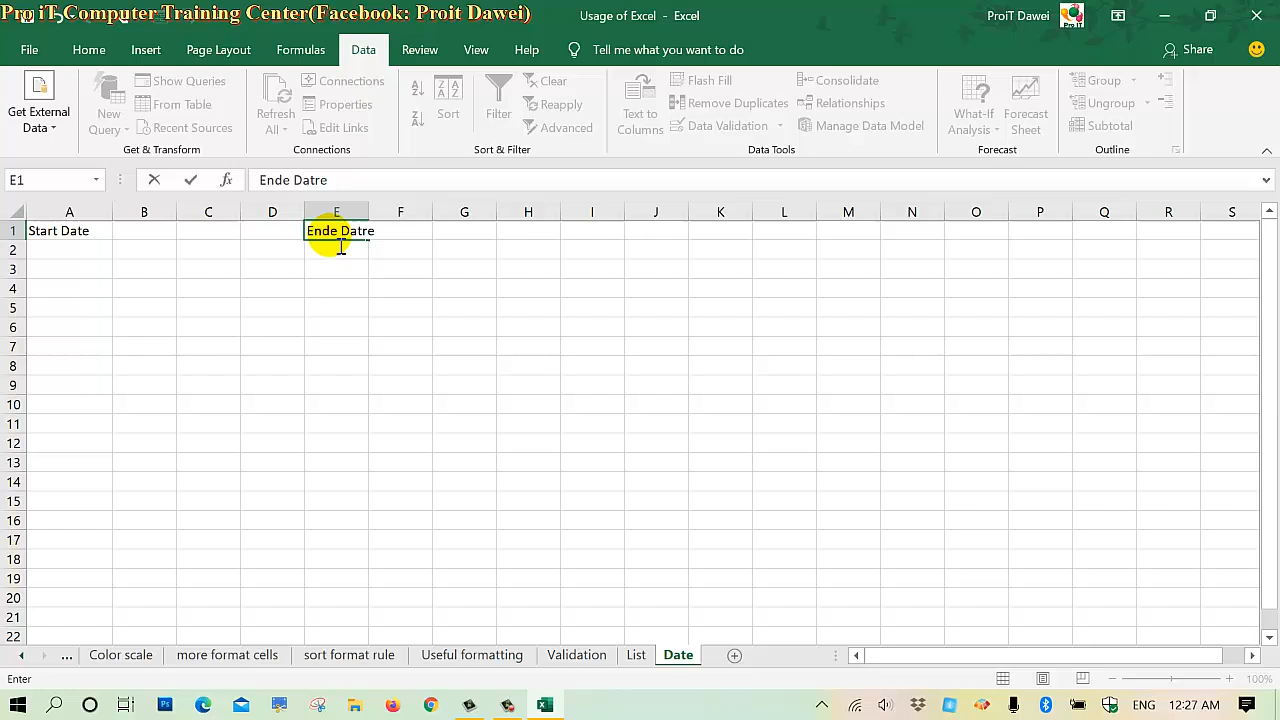 Pro iT Computer Training Center(Facebook: Proit Dawei)
Usage of Excel - Excel
ProiT Dawei
Pro IT
File Home Insert Page Layout Formulas Data Review View Help Tell me what you want to do Share
Get External Data
New Query
Show Queries
From Table
Recent Sources
Get & Transform
Refresh All
Connections
Properties
Edit Links
Connections
Sort
Filter
Clear
Reapply
Advanced
Sort & Filter
Text to Columns
Flash Fill
Remove Duplicates
Data Validation
Consolidate
Relationships
Manage Data Model
Data Tools
What-If Analysis
Forecast Sheet
Forecast
Group
Ungroup
Subtotal
Outline
E1 fx Ende Datre
A B C D E F G H I J K L M N O P Q R S
1 Start Date Ende Datre
2
3
4
5
6
7
8
9
10
11
12
13
14
15
16
17
18
19
20
21
22
... Color scale more format cells sort format rule Useful formatting Validation List Date
Enter 100%
ENG 12:27 AM